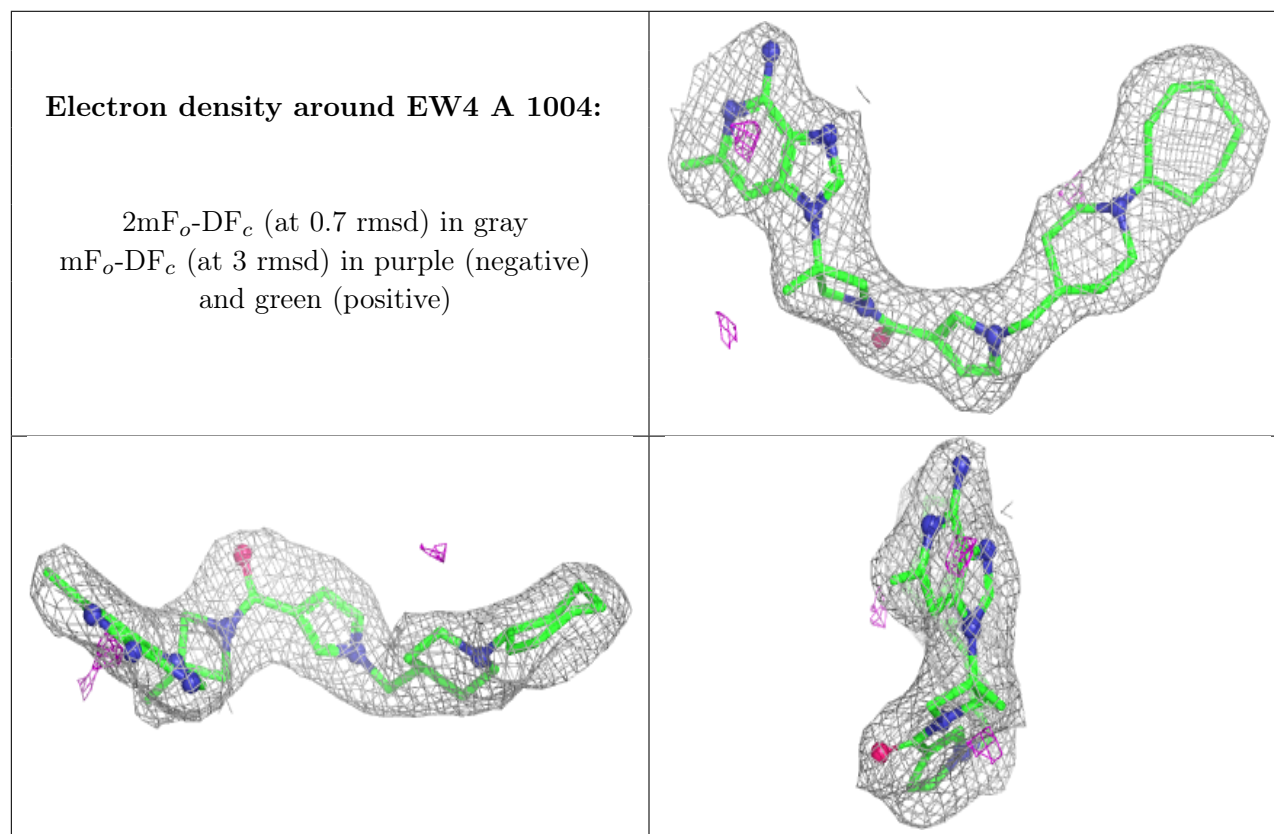 Electron density around EW4 A 1004:
2mFₒ-DF𝒸 (at 0.7 rmsd) in gray
mFₒ-DF𝒸 (at 3 rmsd) in purple (negative)
and green (positive)